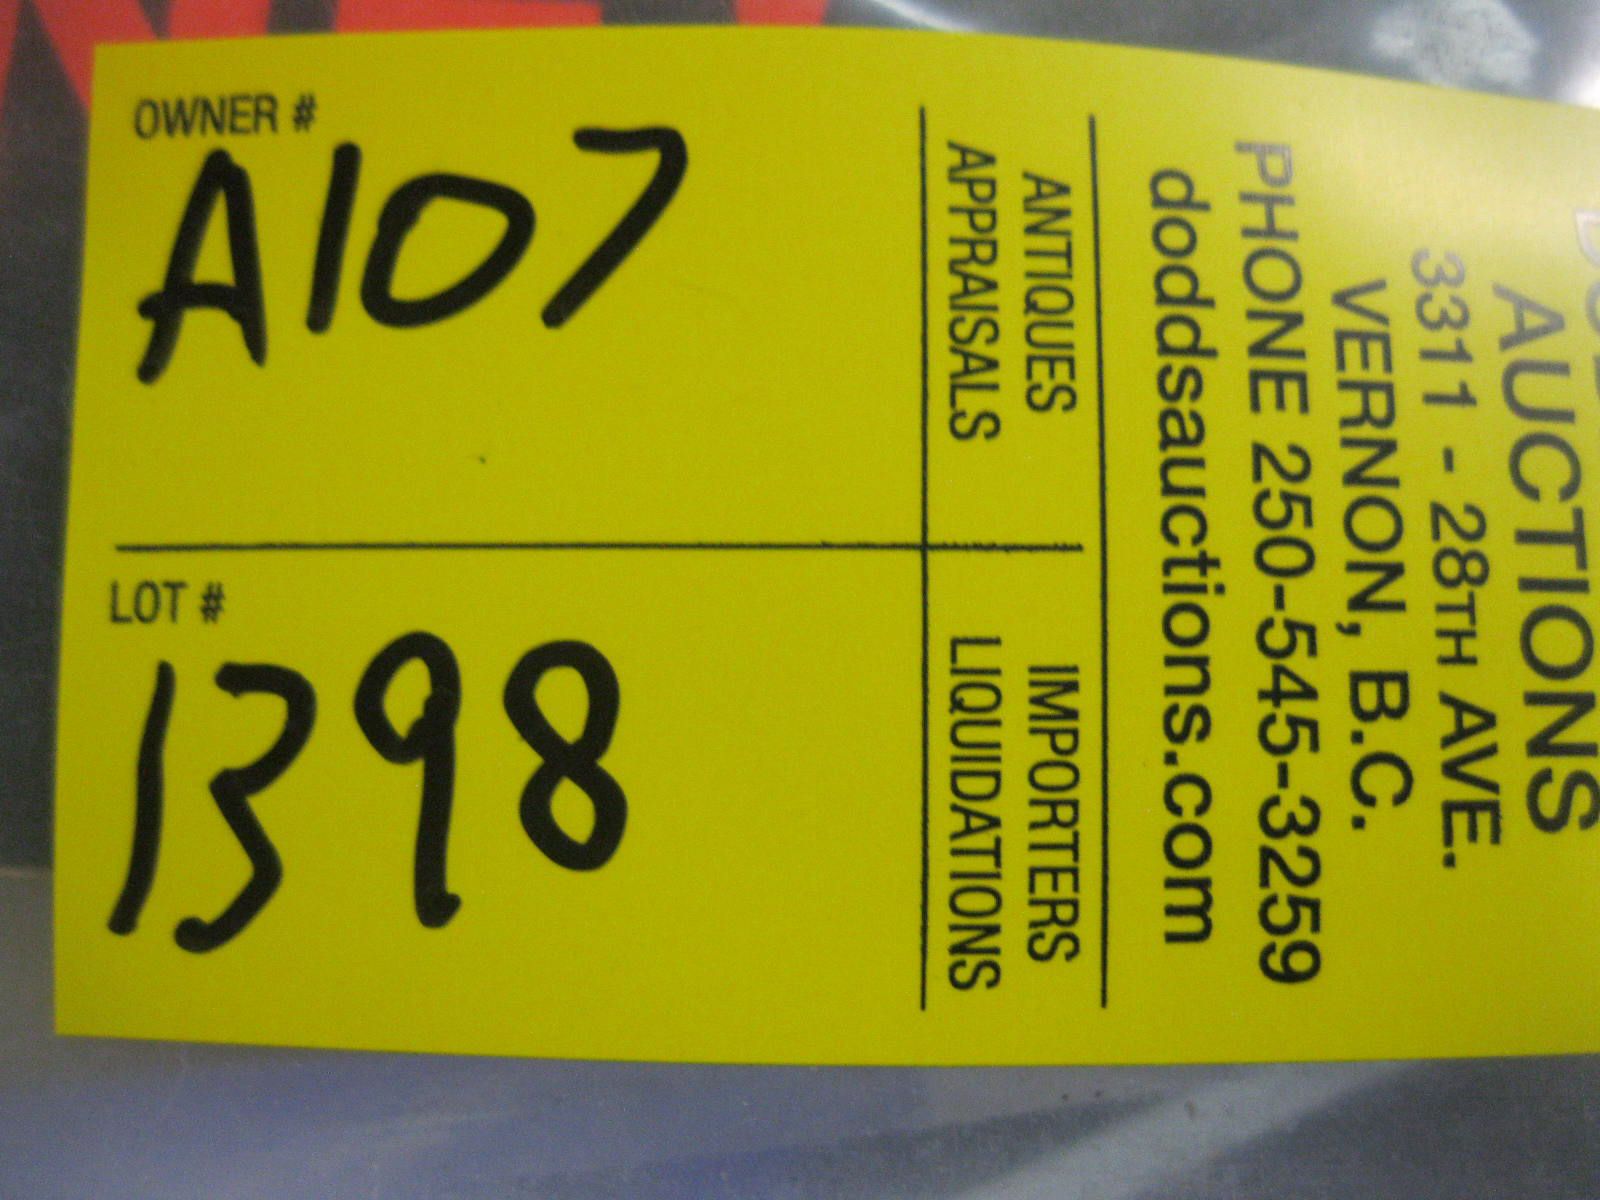 OWNER #
A107
LOT #
1398
AUCTIONS
3311 - 28TH AVE.
VERNON, B.C.
PHONE 250-545-3259
doddsauctions.com
ANTIQUES
APPRAISALS
IMPORTERS
LIQUIDATIONS